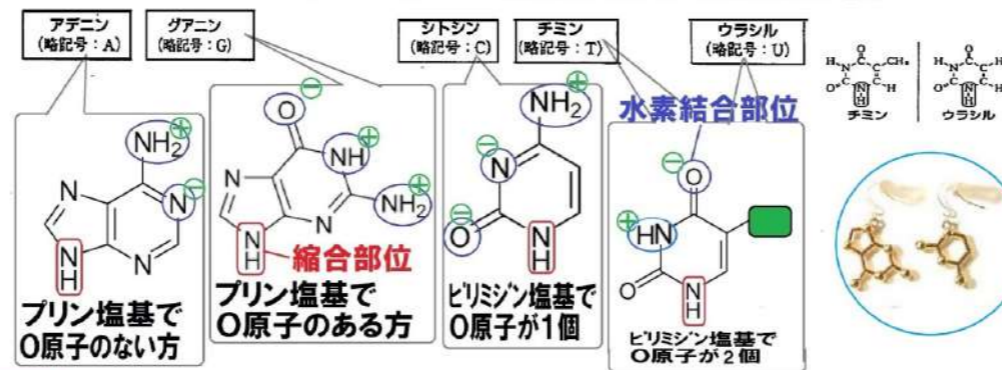 アデニン
(略記号：A)
グアニン
(略記号：G)
シトシン
(略記号：C)
チミン
(略記号：T)
ウラシル
(略記号：U)
NH₂
⊕
N
⊖
N
N
N
H
プリン塩基で
O原子のない方
⊖
O
NH
⊕
N
NH₂
⊕
N
N
H
縮合部位
プリン塩基で
O原子のある方
NH₂
⊕
⊖
N
⊖
O
N
H
ピリミジン塩基で
O原子が1個
水素結合部位
⊖
O
⊕
HN
O
N
H
ピリミジン塩基で
O原子が2個
O
H
N
C
C
CH₃
C
C
O
N
H
H
チミン
O
H
N
C
C
H
C
C
O
N
H
H
ウラシル